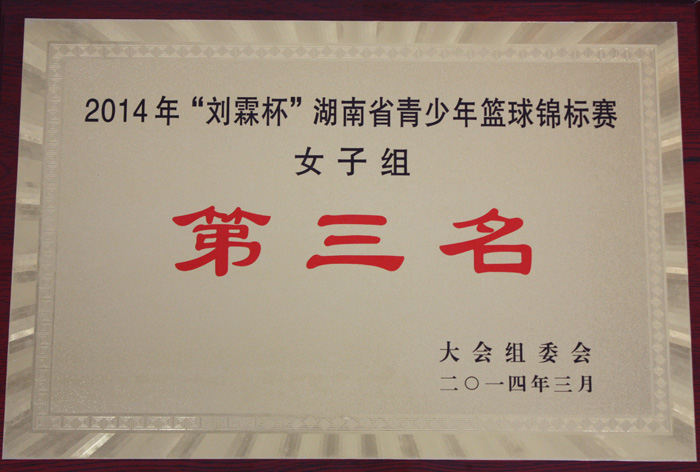 2014年“刘霖杯”湖南省青少年篮球锦标赛
女子组
第三名
大会组委会
二〇一四年三月